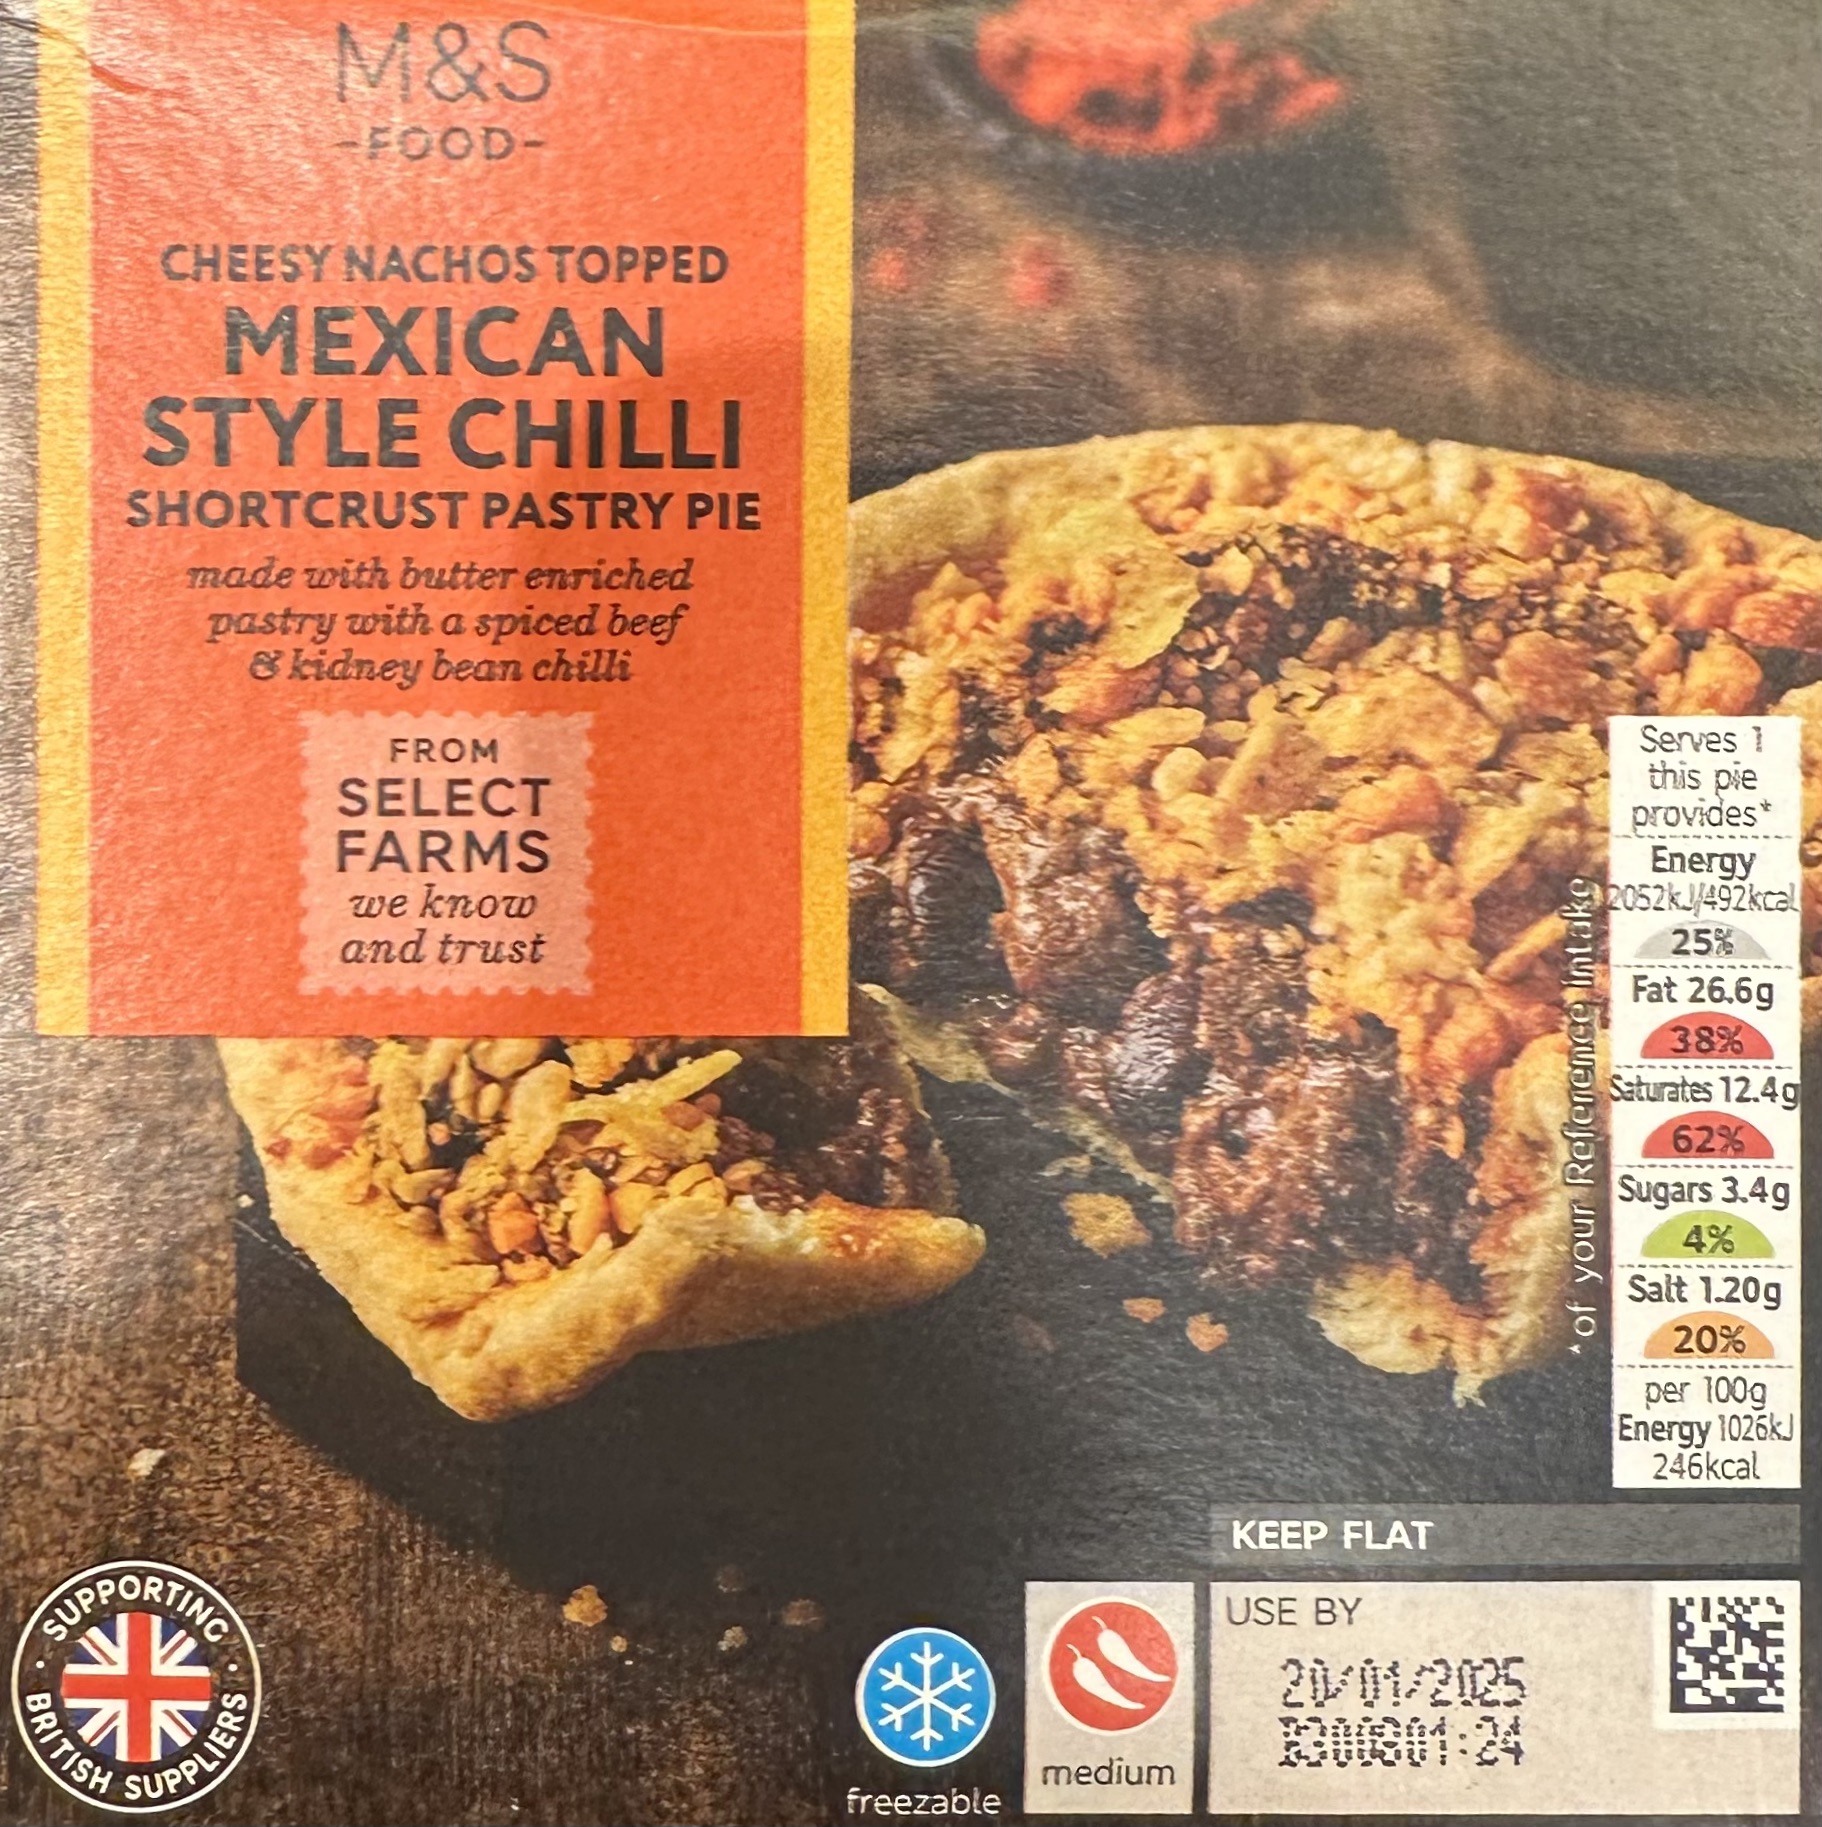 M&S
-FOOD-
CHEESY NACHOS TOPPED
MEXICAN
STYLE CHILLI
SHORTCRUST PASTRY PIE
made with butter enriched
pastry with a spiced beef
& kidney bean chilli
FROM
SELECT
FARMS
we know
and trust
Serves 1
this pie
provides*
Energy
2052kJ/492kcal
25%
Fat 26.6g
38%
Saturates 12.4g
62%
Sugars 3.4g
4%
Salt 1.20g
20%
per 100g
Energy 1026kJ
246kcal
*of your Reference Intake
KEEP FLAT
USE BY
20/01/2025
SUPPORTING
BRITISH SUPPLIERS
freezable
medium